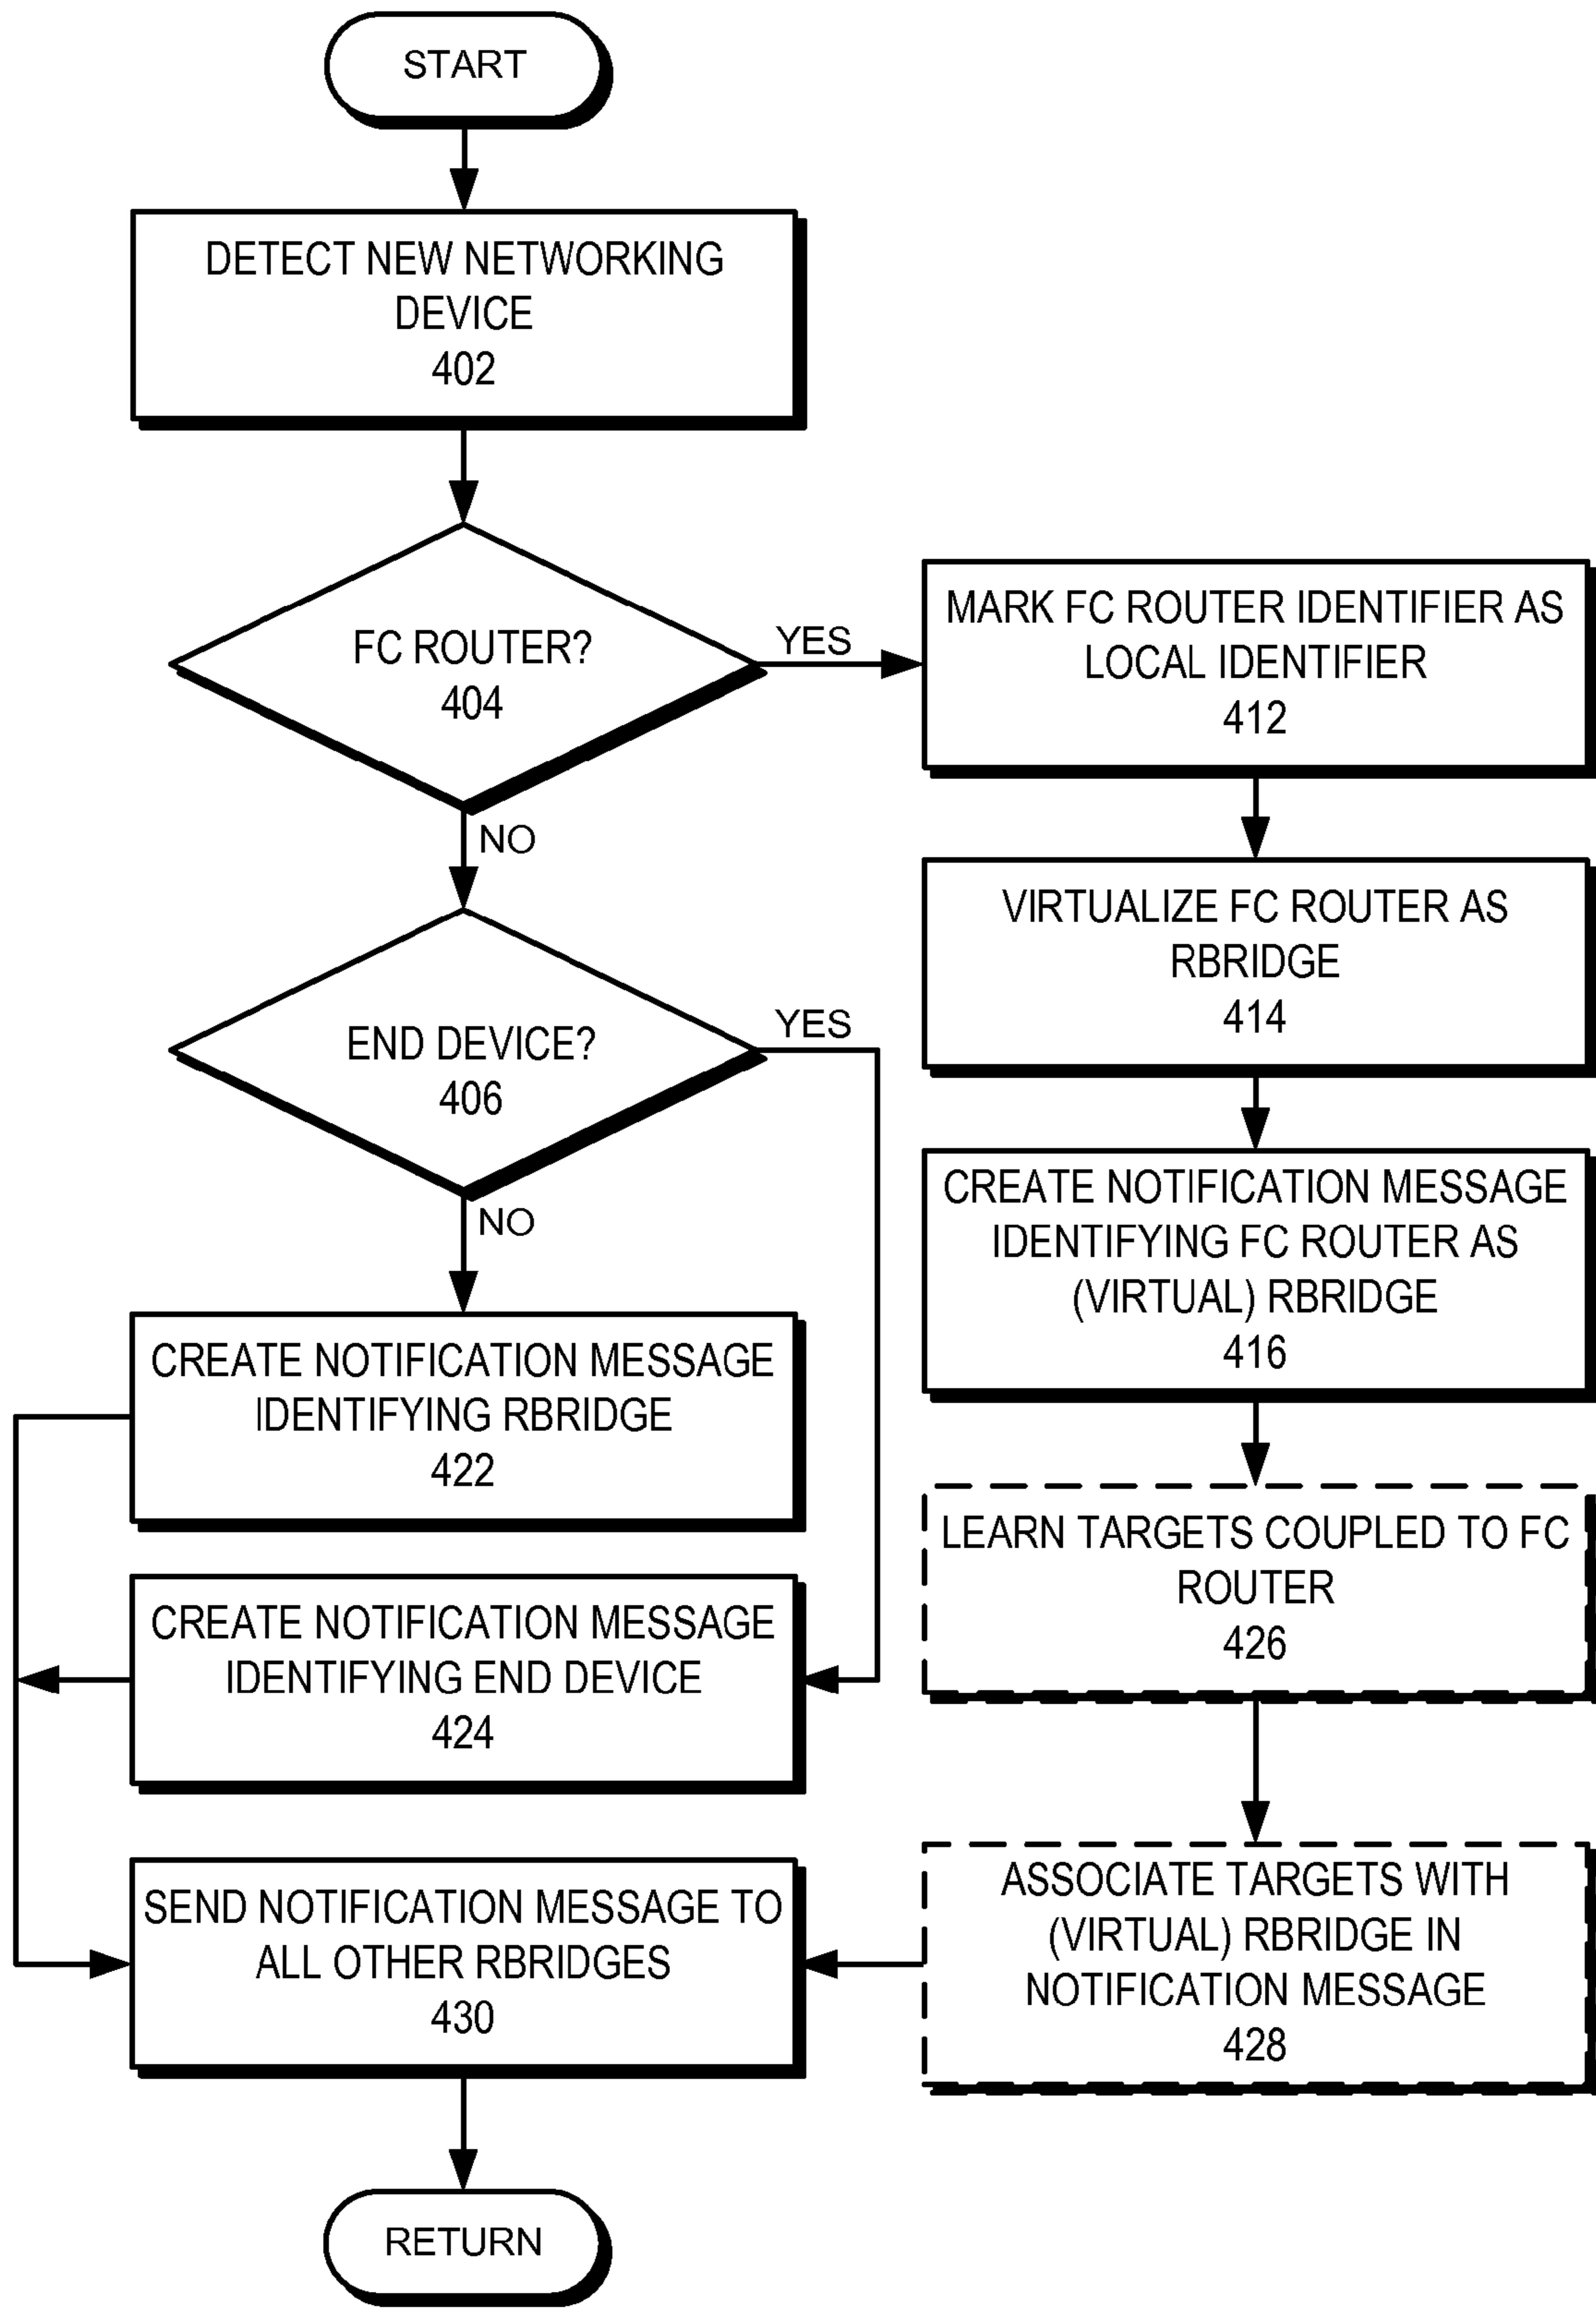 START
DETECT NEW NETWORKING
DEVICE
402
FC ROUTER?
404
YES
NO
MARK FC ROUTER IDENTIFIER AS
LOCAL IDENTIFIER
412
VIRTUALIZE FC ROUTER AS
RBRIDGE
414
END DEVICE?
406
YES
NO
CREATE NOTIFICATION MESSAGE
IDENTIFYING FC ROUTER AS
(VIRTUAL) RBRIDGE
416
CREATE NOTIFICATION MESSAGE
IDENTIFYING RBRIDGE
422
LEARN TARGETS COUPLED TO FC
ROUTER
426
CREATE NOTIFICATION MESSAGE
IDENTIFYING END DEVICE
424
ASSOCIATE TARGETS WITH
(VIRTUAL) RBRIDGE IN
NOTIFICATION MESSAGE
428
SEND NOTIFICATION MESSAGE TO
ALL OTHER RBRIDGES
430
RETURN